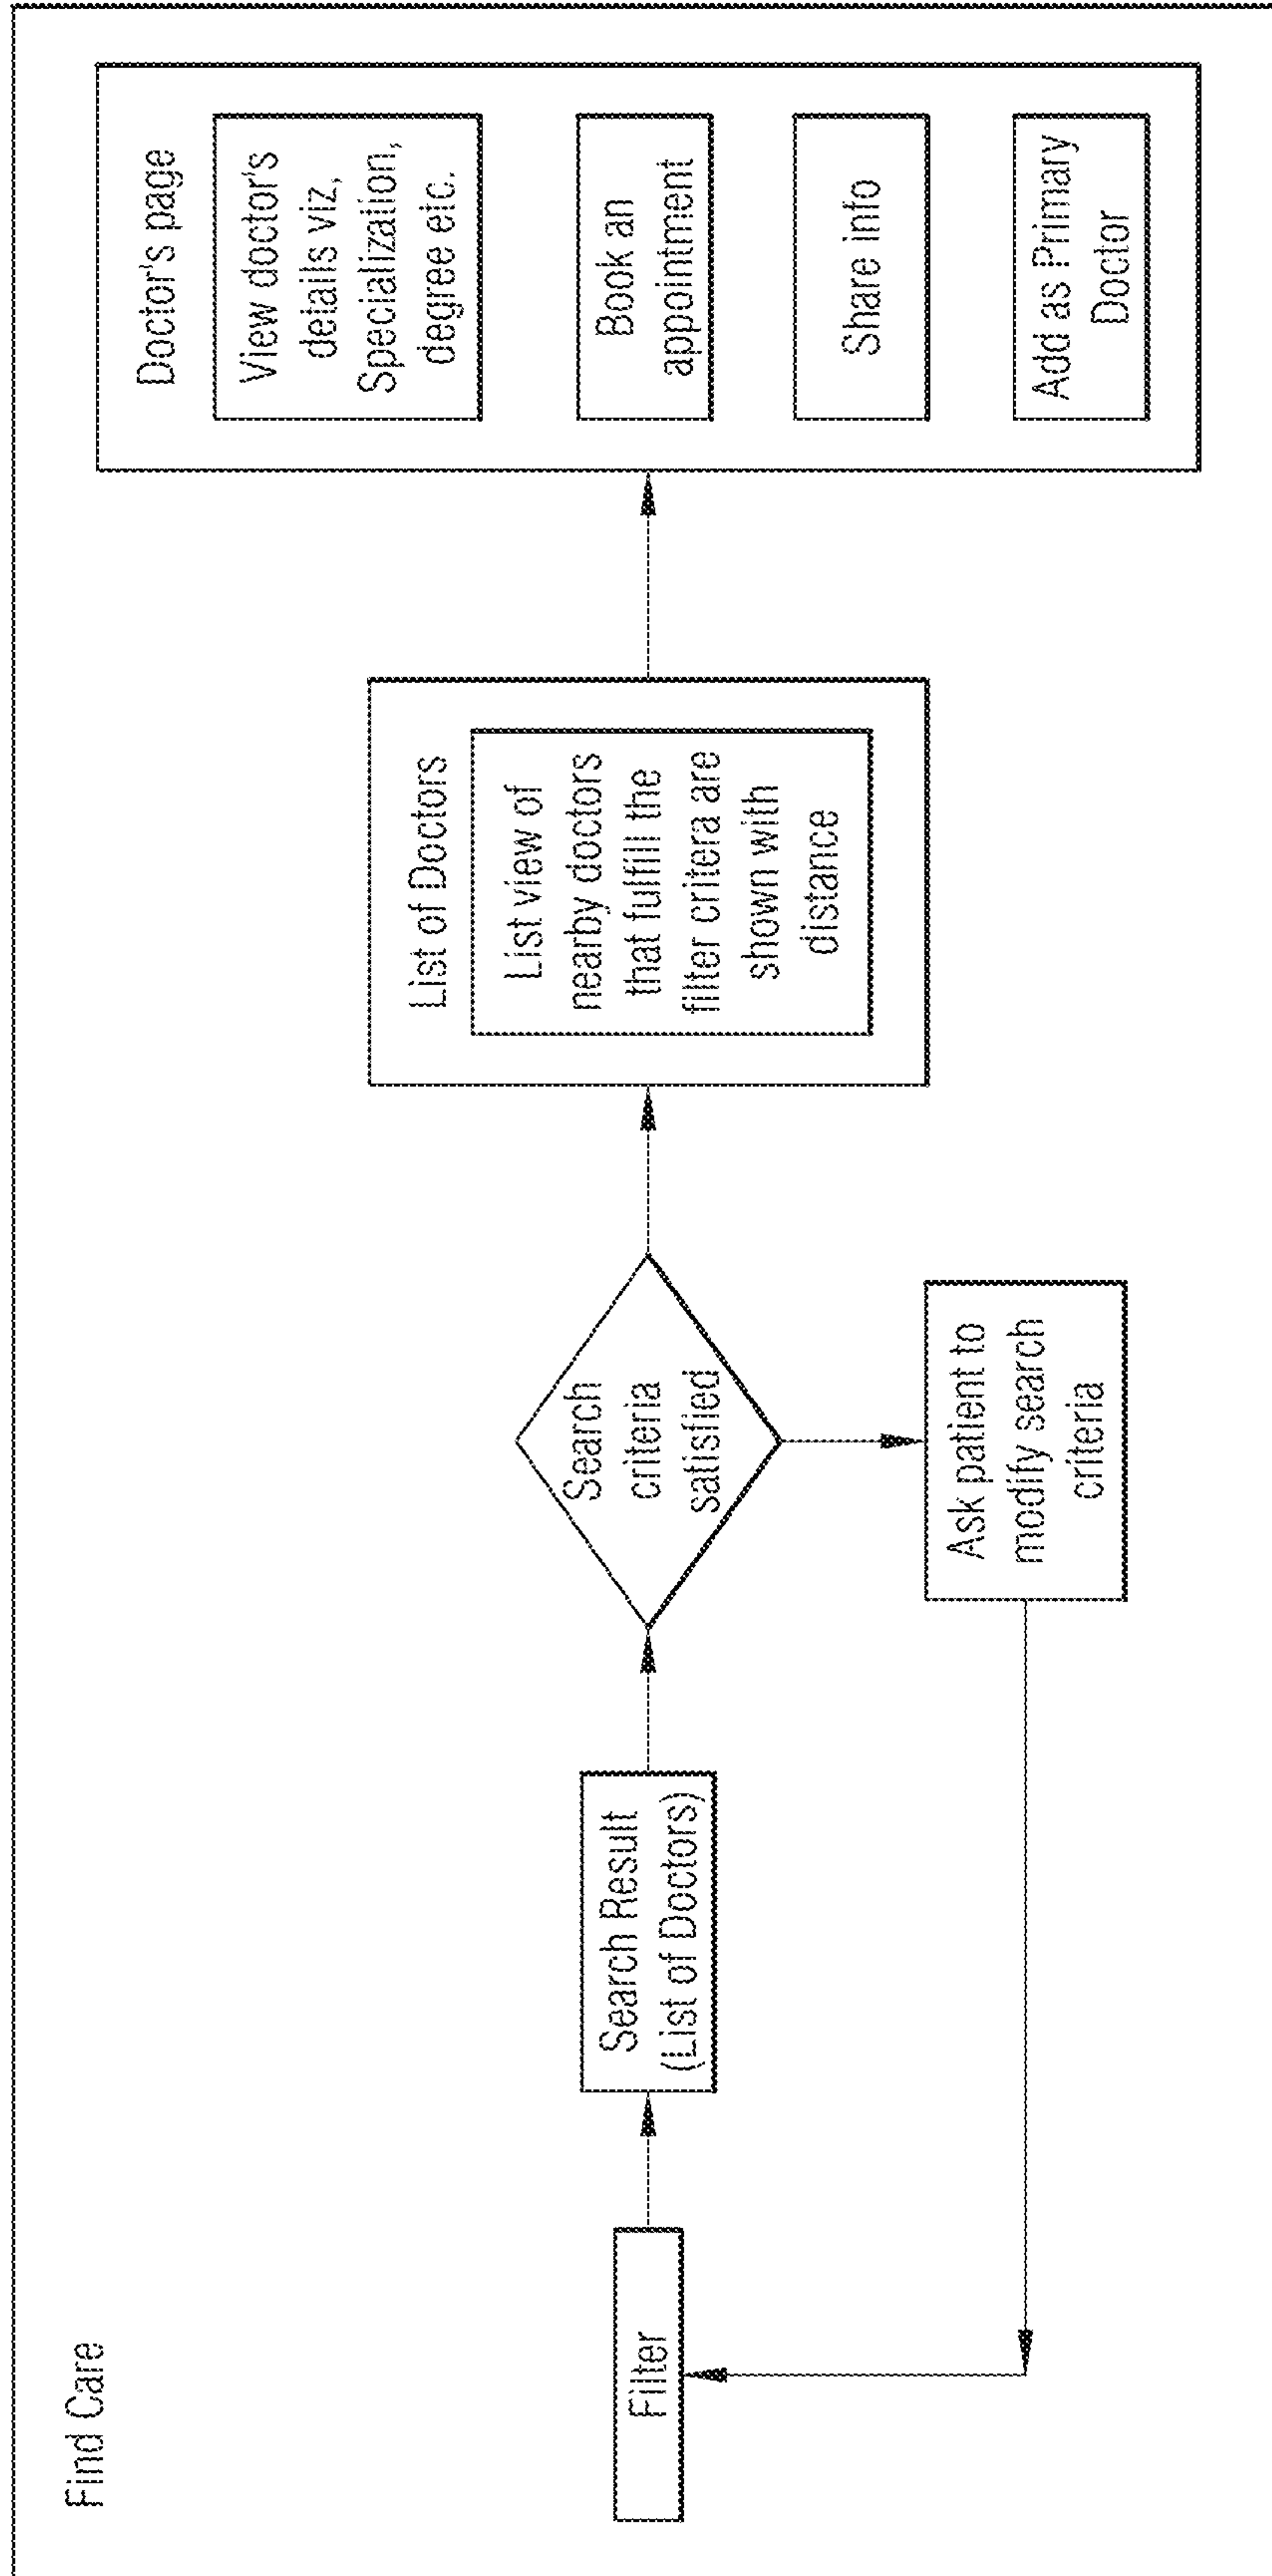 Find Care
Filter
Search Result
(List of Doctors)
Search
criteria
satisfied
Ask patient to
modify search
criteria
List of Doctors
List view of
nearby doctors
that fulfill the
filter critera are
shown with
distance
Doctor's page
View doctor's
details viz,
Specialization,
degree etc.
Book an
appointment
Share info
Add as Primary
Doctor